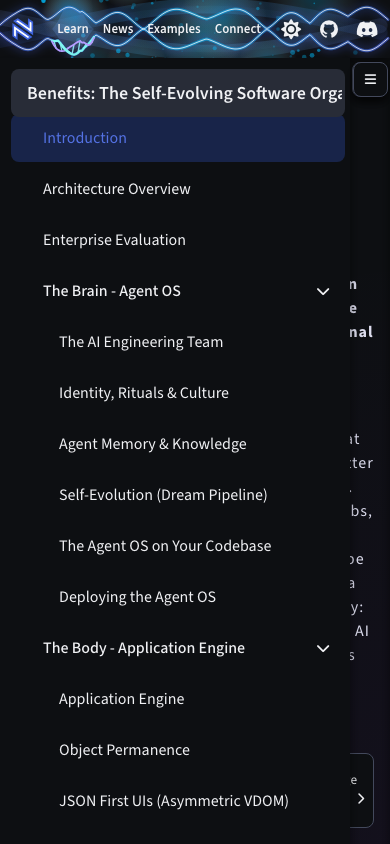 Learn News Examples Connect
Benefits: The Self-Evolving Software Orga
Introduction
Architecture Overview
Enterprise Evaluation
The Brain - Agent OS
The AI Engineering Team
Identity, Rituals & Culture
Agent Memory & Knowledge
Self-Evolution (Dream Pipeline)
The Agent OS on Your Codebase
Deploying the Agent OS
The Body - Application Engine
Application Engine
Object Permanence
JSON First UIs (Asymmetric VDOM)